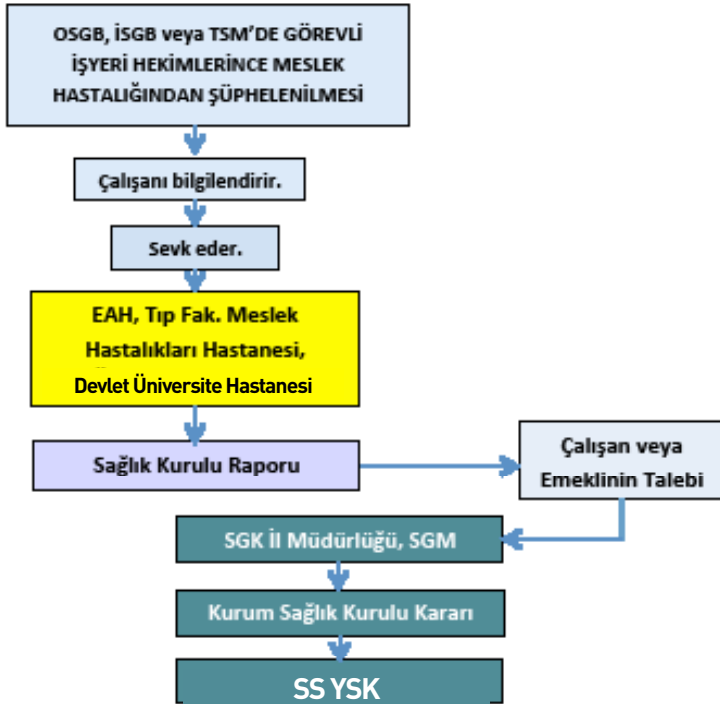 OSGB, İSGB veya TSM'DE GÖREVLİ
İŞYERİ HEKİMLERİNCE MESLEK
HASTALIĞINDAN ŞÜPHELENİLMESİ
Çalışanı bilgilendirir.
Sevk eder.
EAH, Tıp Fak. Meslek
Hastalıkları Hastanesi,
Devlet Üniversite Hastanesi
Sağlık Kurulu Raporu
Çalışan veya
Emeklinin Talebi
SGK İl Müdürlüğü, SGM
Kurum Sağlık Kurulu Kararı
SS YSK